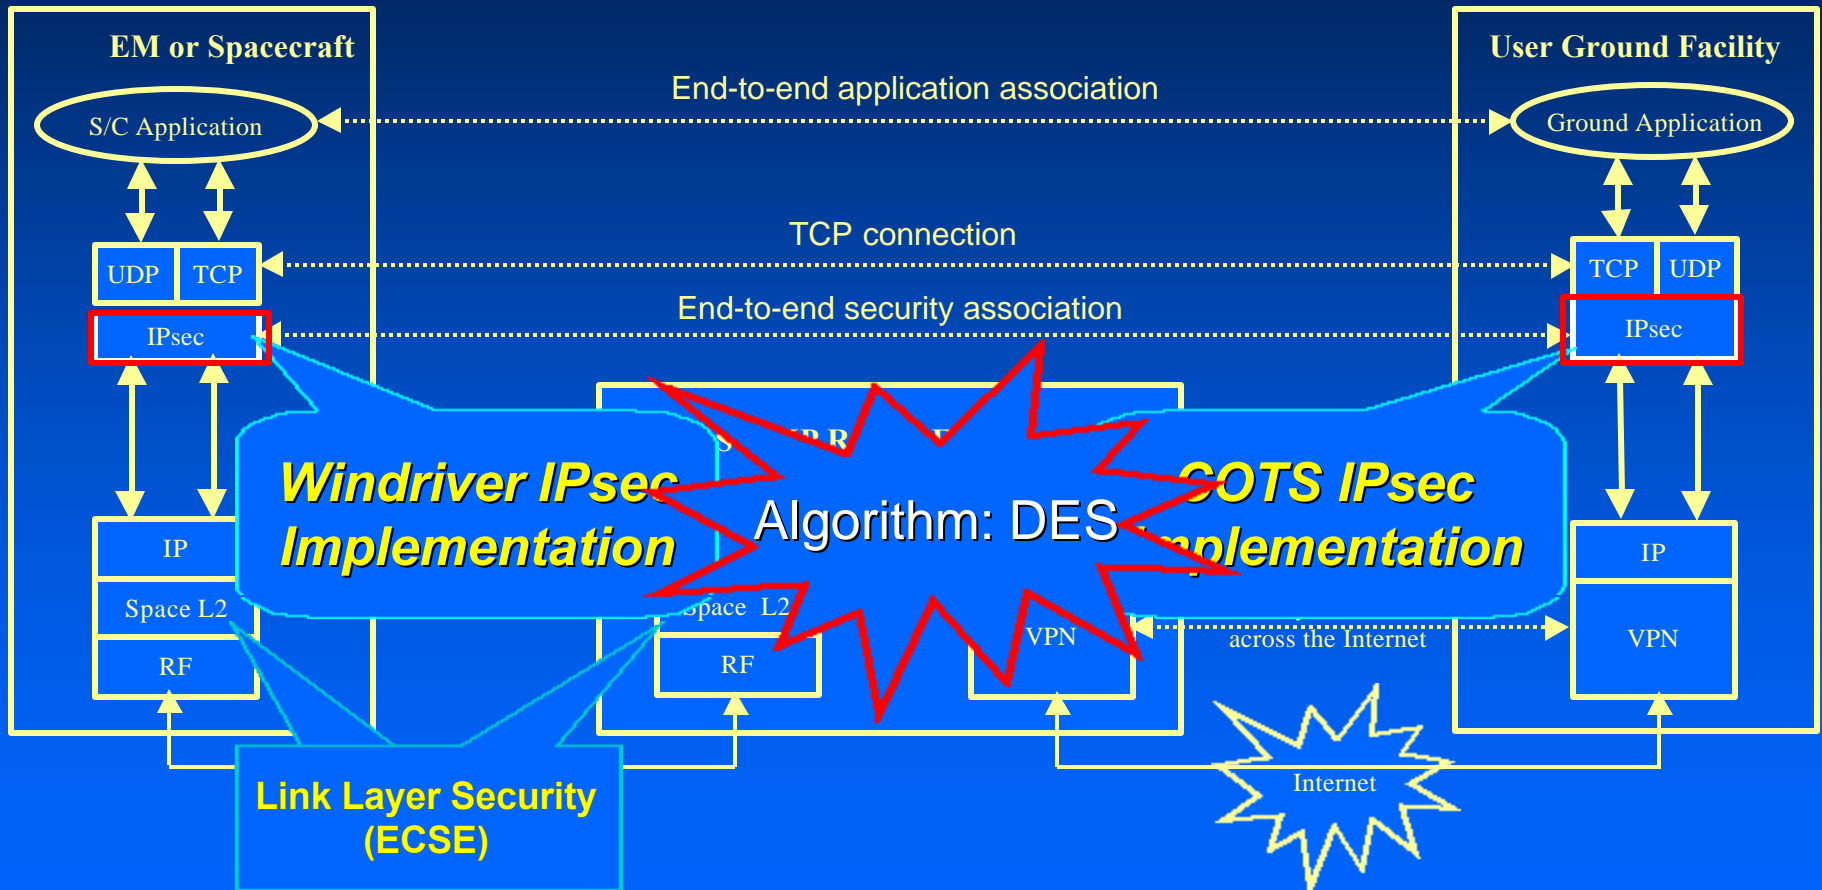 EM or Spacecraft
User Ground Facility
End-to-end application association
S/C Application
Ground Application
TCP connection
UDP
TCP
TCP
UDP
End-to-end security association
IPsec
IPsec
Windriver IPsec
Implementation
Algorithm: DES
COTS IPsec
mplementation
IP
IP
Space L2
Space L2
across the Internet
VPN
VPN
RF
RF
Internet
Link Layer Security
(ECSE)